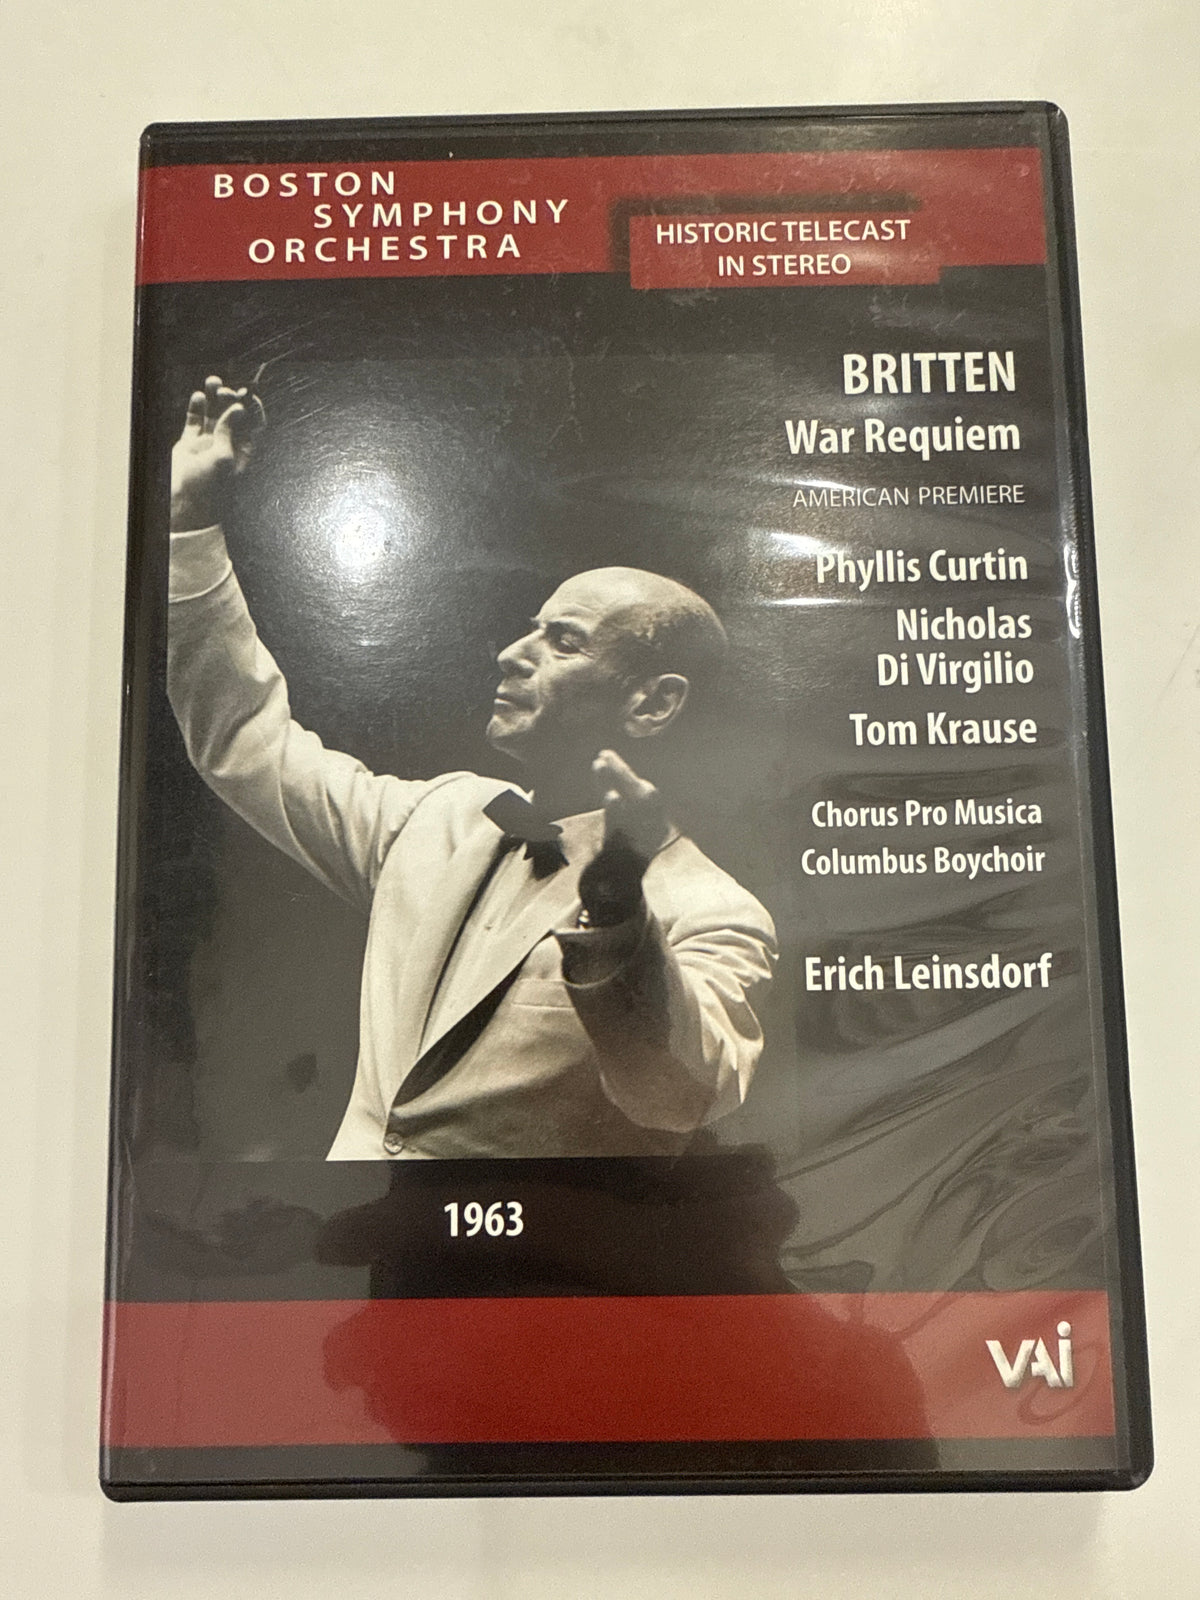 BOSTON
SYMPHONY
ORCHESTRA
HISTORIC TELECAST
IN STEREO
BRITTEN
War Requiem
AMERICAN PREMIERE
Phyllis Curtin
Nicholas
Di Virgilio
Tom Krause
Chorus Pro Musica
Columbus Boychoir
Erich Leinsdorf
1963
VAi